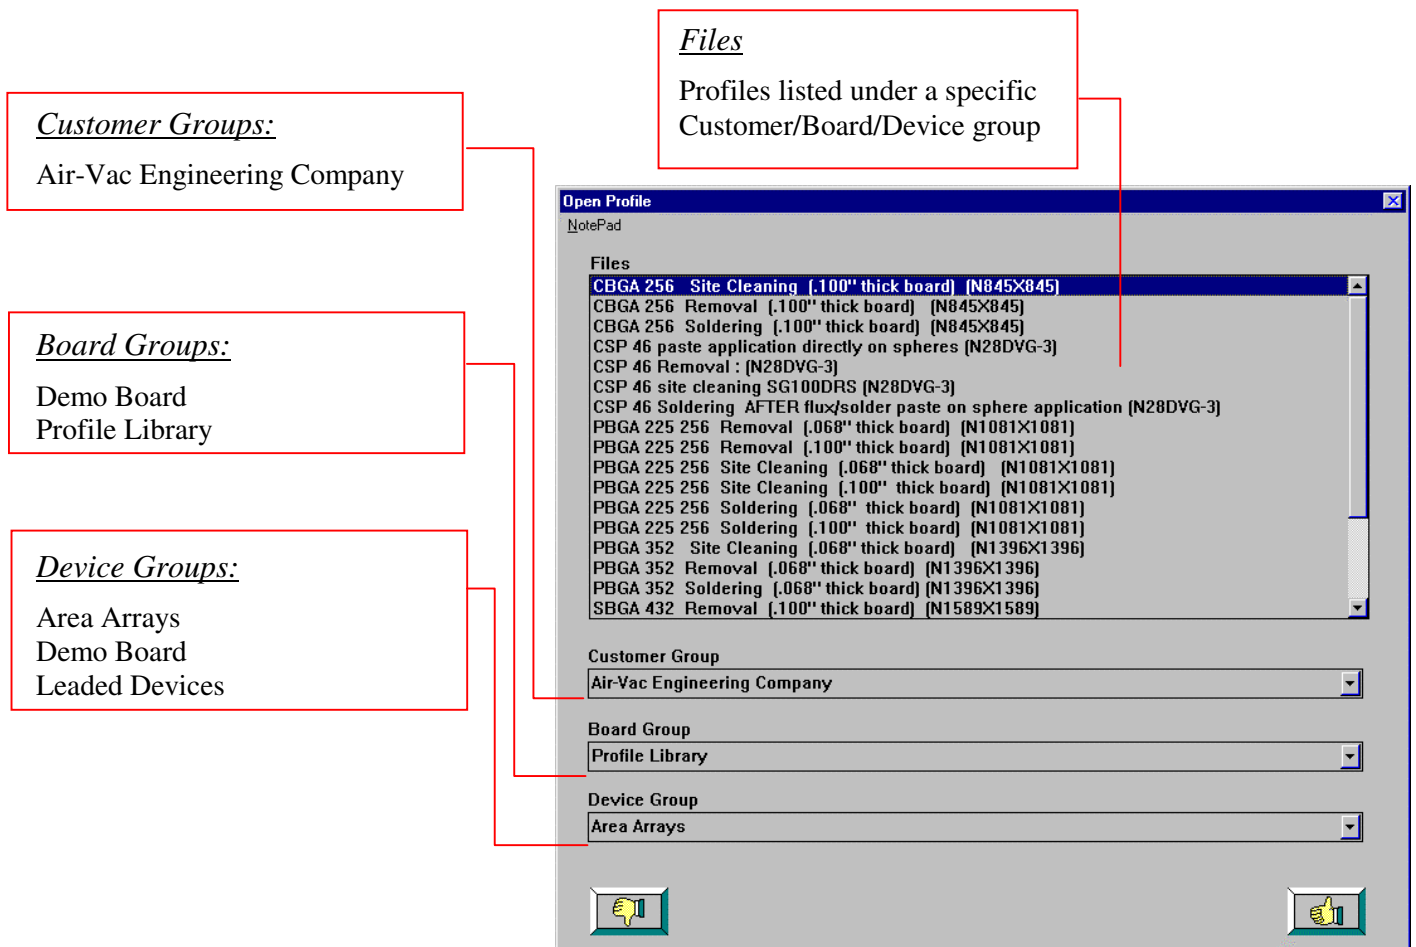 Files
Profiles listed under a specific
Customer/Board/Device group
Customer Groups:
Air-Vac Engineering Company
Board Groups:
Demo Board
Profile Library
Device Groups:
Area Arrays
Demo Board
Leaded Devices
Open Profile
NotePad
Files
CBGA 256 Site Cleaning (.100" thick board) (N845X845)
CBGA 256 Removal (.100" thick board) (N845X845)
CBGA 256 Soldering (.100" thick board) (N845X845)
CSP 46 paste application directly on spheres (N28DVG-3)
CSP 46 Removal : (N28DVG-3)
CSP 46 site cleaning SG100DRS (N28DVG-3)
CSP 46 Soldering AFTER flux/solder paste on sphere application (N28DVG-3)
PBGA 225 256 Removal (.068" thick board) (N1081X1081)
PBGA 225 256 Removal (.100" thick board) (N1081X1081)
PBGA 225 256 Site Cleaning (.068" thick board) (N1081X1081)
PBGA 225 256 Site Cleaning (.100" thick board) (N1081X1081)
PBGA 225 256 Soldering (.068" thick board) (N1081X1081)
PBGA 225 256 Soldering (.100" thick board) (N1081X1081)
PBGA 352 Site Cleaning (.068" thick board) (N1396X1396)
PBGA 352 Removal (.068" thick board) (N1396X1396)
PBGA 352 Soldering (.068" thick board) (N1396X1396)
SBGA 432 Removal (.100" thick board) (N1589X1589)
Customer Group
Air-Vac Engineering Company
Board Group
Profile Library
Device Group
Area Arrays